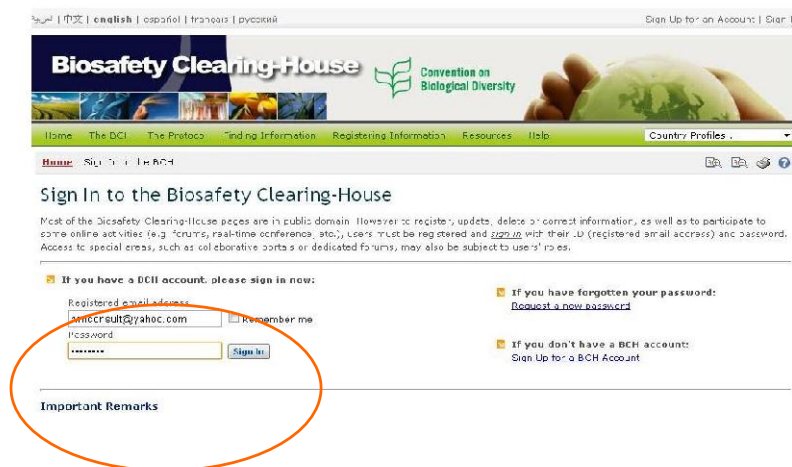 中文 | english | español | français | русский
Sign Up for an Account | Sign
Biosafety Clearing-House
Convention on
Biological Diversity
Home The BCH The Protocol Finding Information Registering Information Resources Help
Country Profiles
Home Sign In to the BCH
Sign In to the Biosafety Clearing-House
Most of the Biosafety Clearing-House pages are in public domain. However to register, update, delete or correct information, as well as to participate to
some online activities (e.g. forums, real-time conference, etc.), users must be registered and sign in with their ID (registered email address) and password.
Access to special areas, such as collaborative portals or dedicated forums, may also be subject to users' roles.
If you have a BCH account, please sign in now:
Registered email address
Remember me
Password
••••••••
Sign In
If you have forgotten your password:
Request a new password
If you don't have a BCH account:
Sign Up for a BCH Account
Important Remarks